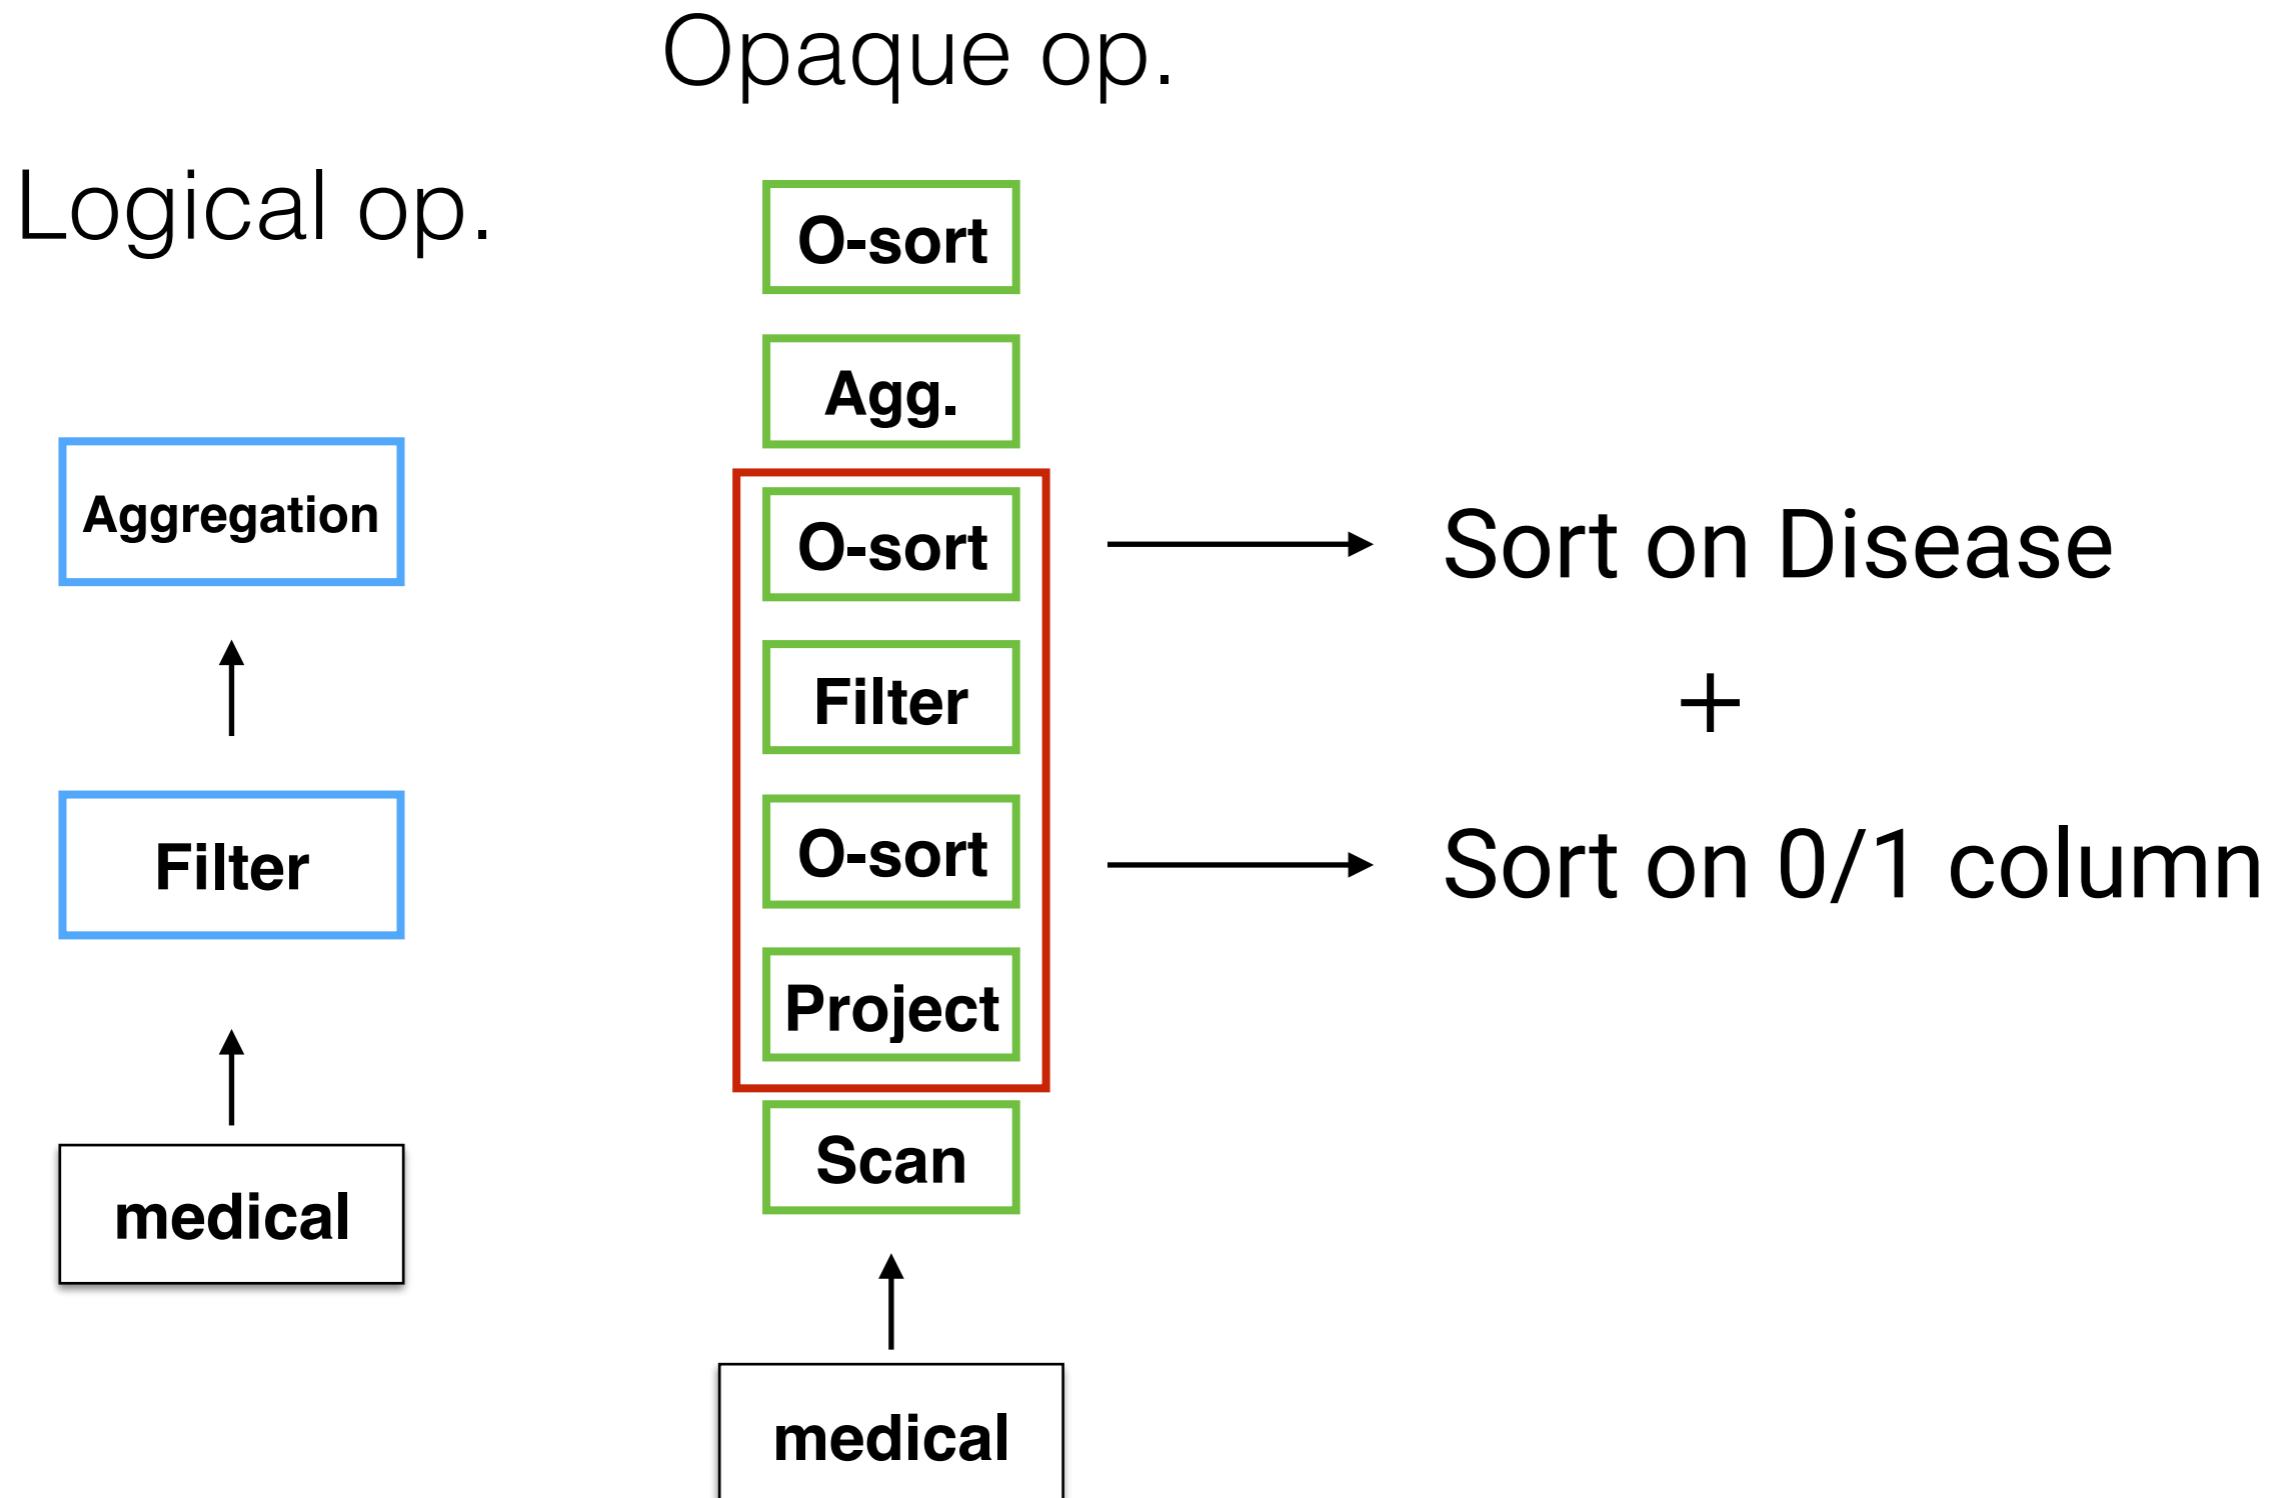 Opaque op.
Logical op.
O-sort
Agg.
Aggregation
O-sort
Sort on Disease
Filter
+
Filter
O-sort
Sort on 0/1 column
Project
Scan
medical
medical